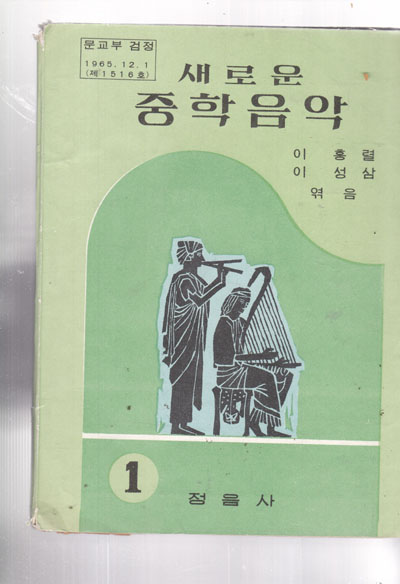 문교부 검정
1965.12.1
(제1516호)
새로운
중학음악
이 홍 렬
이 성 삼
엮 음
1
정음사